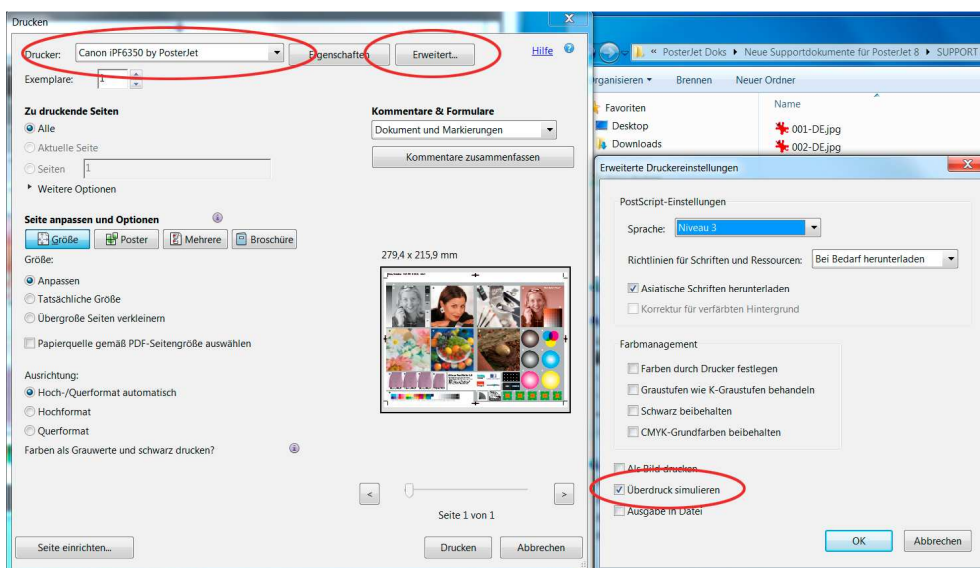 Drucken
Drucker: Canon iPF6350 by PosterJet Eigenschaften Erweitert... Hilfe
Exemplare: 1
Zu druckende Seiten
Alle
Aktuelle Seite
Seiten 1
Weitere Optionen
Kommentare & Formulare
Dokument und Markierungen
Kommentare zusammenfassen
Seite anpassen und Optionen
Größe Poster Mehrere Broschüre
Größe:
Anpassen
Tatsächliche Größe
Übergroße Seiten verkleinern
Papierquelle gemäß PDF-Seitengröße auswählen
Ausrichtung:
Hoch-/Querformat automatisch
Hochformat
Querformat
Farben als Grauwerte und schwarz drucken?
279,4 x 215,9 mm
< >
Seite 1 von 1
Seite einrichten... Drucken Abbrechen
« PosterJet Doks Neue Supportdokumente für PosterJet 8 SUPPORT
Organisieren Brennen Neuer Ordner
Favoriten
Desktop
Downloads
Name
001-DE.jpg
002-DE.jpg
Erweiterte Druckereinstellungen
PostScript-Einstellungen
Sprache: Niveau 3
Richtlinien für Schriften und Ressourcen: Bei Bedarf herunterladen
Asiatische Schriften herunterladen
Korrektur für verfärbten Hintergrund
Farbmanagement
Farben durch Drucker festlegen
Graustufen wie K-Graustufen behandeln
Schwarz beibehalten
CMYK-Grundfarben beibehalten
Als Bild drucken
Überdruck simulieren
Ausgabe in Datei
OK Abbrechen